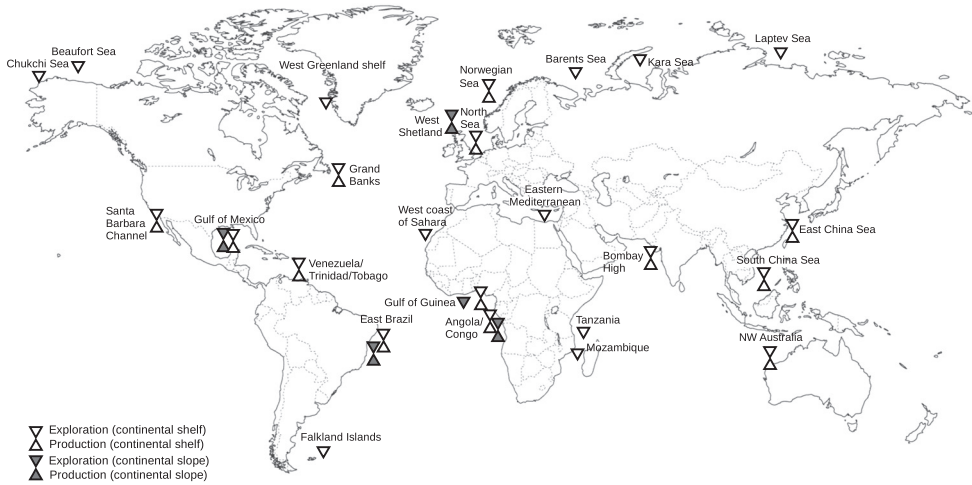 Laptev Sea
Beaufort Sea
Chukchi Sea
West Greenland shelf
Barents Sea
Kara Sea
Norwegian
Sea
West
Shetland
North
Sea
Grand
Banks
Eastern
Mediterranean
Santa
Barbara
Channel
Gulf of Mexico
West coast
of Sahara
East China Sea
Bombay
High
South China Sea
Venezuela/
Trinidad/Tobago
Gulf of Guinea
East Brazil
Angola/
Congo
Tanzania
Mozambique
NW Australia
Falkland Islands
Exploration (continental shelf)
Production (continental shelf)
Exploration (continental slope)
Production (continental slope)